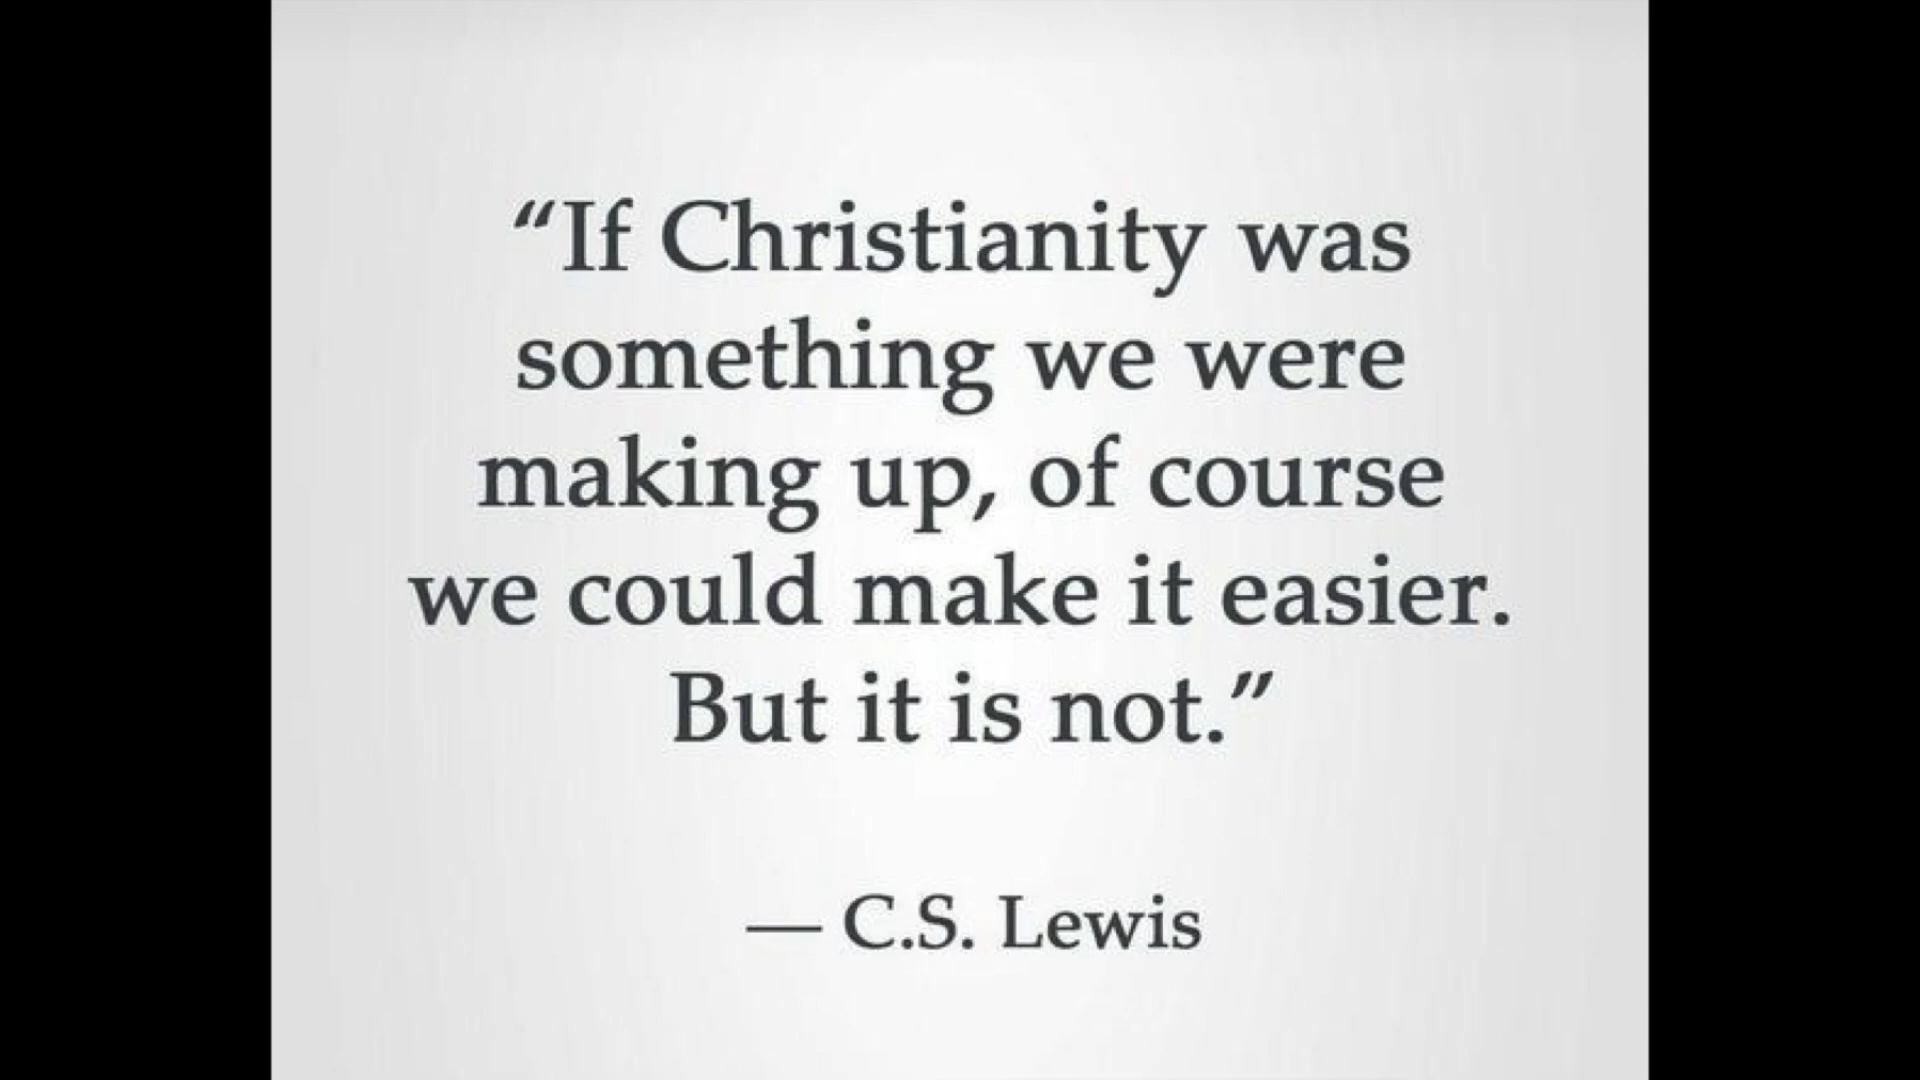 “If Christianity was
something we were
making up, of course
we could make it easier.
But it is not.”
— C.S. Lewis